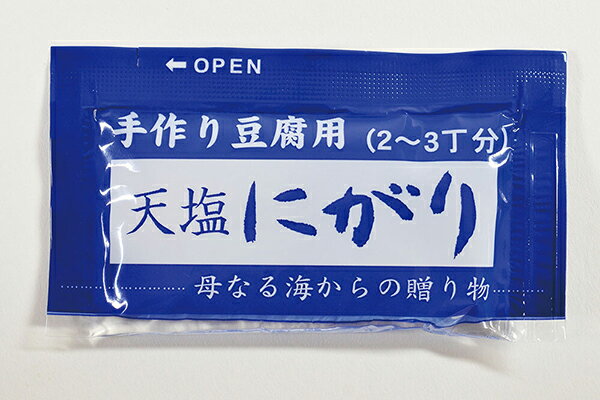 ←OPEN
手作り豆腐用(2〜3丁分)
天塩にがり
母なる海からの贈り物